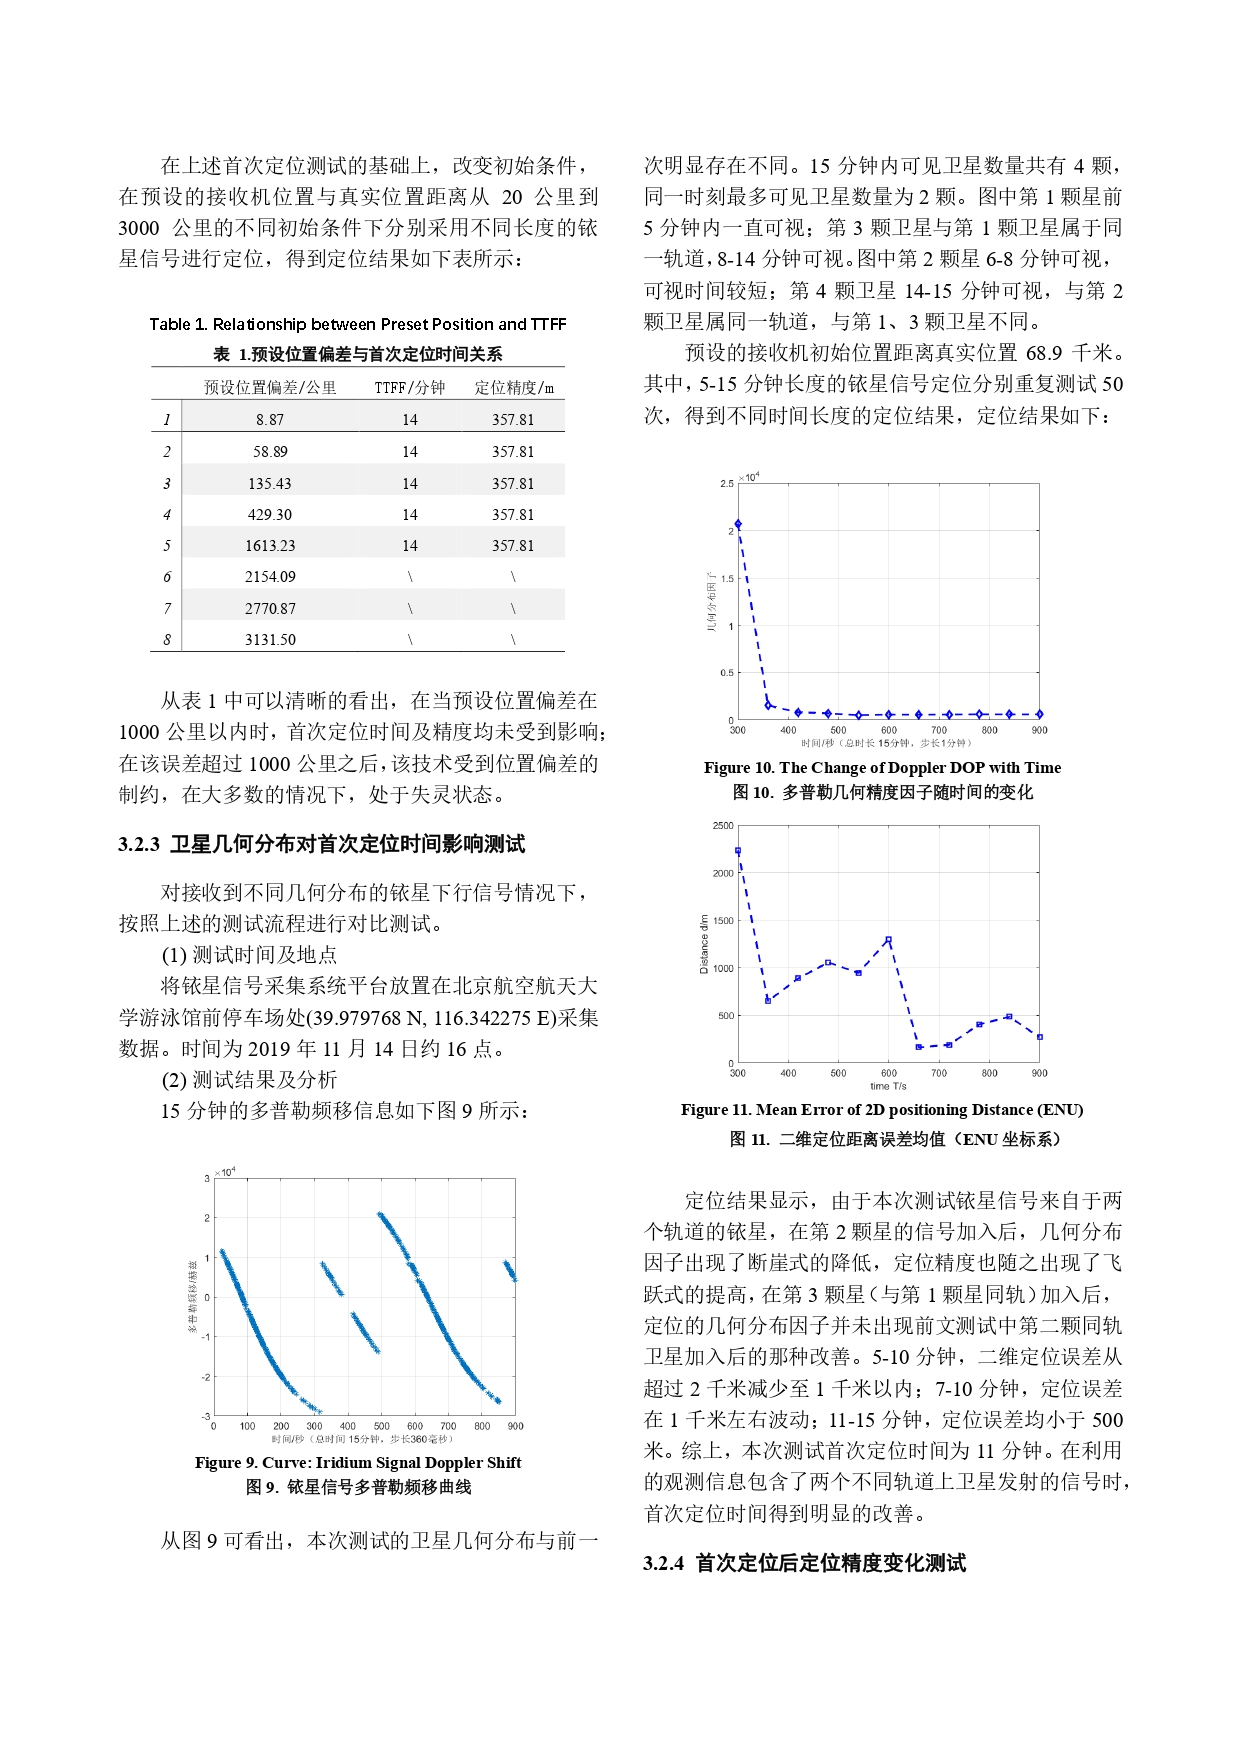 在上述首次定位测试的基础上，改变初始条件，
在预设的接收机位置与真实位置距离从 20 公里到
3000 公里的不同初始条件下分别采用不同长度的铱
星信号进行定位，得到定位结果如下表所示：
Table 1. Relationship between Preset Position and TTFF
表 1.预设位置偏差与首次定位时间关系
预设位置偏差/公里 TTFF/分钟 定位精度/m
1 8.87 14 357.81
2 58.89 14 357.81
3 135.43 14 357.81
4 429.30 14 357.81
5 1613.23 14 357.81
6 2154.09 \ \
7 2770.87 \ \
8 3131.50 \ \
从表 1 中可以清晰的看出，在当预设位置偏差在
1000 公里以内时，首次定位时间及精度均未受到影响；
在该误差超过 1000 公里之后，该技术受到位置偏差的
制约，在大多数的情况下，处于失灵状态。
3.2.3 卫星几何分布对首次定位时间影响测试
对接收到不同几何分布的铱星下行信号情况下，
按照上述的测试流程进行对比测试。
(1) 测试时间及地点
将铱星信号采集系统平台放置在北京航空航天大
学游泳馆前停车场处(39.979768 N, 116.342275 E)采集
数据。时间为 2019 年 11 月 14 日约 16 点。
(2) 测试结果及分析
15 分钟的多普勒频移信息如下图 9 所示：
×10⁴
3
2
1
0
-1
-2
-3
多普勒频移/赫兹
0 100 200 300 400 500 600 700 800 900
时间/秒（总时间 15分钟，步长360毫秒）
Figure 9. Curve: Iridium Signal Doppler Shift
图 9. 铱星信号多普勒频移曲线
从图 9 可看出，本次测试的卫星几何分布与前一
次明显存在不同。15 分钟内可见卫星数量共有 4 颗，
同一时刻最多可见卫星数量为 2 颗。图中第 1 颗星前
5 分钟内一直可视；第 3 颗卫星与第 1 颗卫星属于同
一轨道，8-14 分钟可视。图中第 2 颗星 6-8 分钟可视，
可视时间较短；第 4 颗卫星 14-15 分钟可视，与第 2
颗卫星属同一轨道，与第 1、3 颗卫星不同。
预设的接收机初始位置距离真实位置 68.9 千米。
其中，5-15 分钟长度的铱星信号定位分别重复测试 50
次，得到不同时间长度的定位结果，定位结果如下：
×10⁴
2.5
2
1.5
1
0.5
0
几何分布因子
300 400 500 600 700 800 900
时间/秒（总时长 15分钟，步长1分钟）
Figure 10. The Change of Doppler DOP with Time
图 10. 多普勒几何精度因子随时间的变化
2500
2000
1500
1000
500
0
Distance d/m
300 400 500 600 700 800 900
time T/s
Figure 11. Mean Error of 2D positioning Distance (ENU)
图 11. 二维定位距离误差均值（ENU 坐标系）
定位结果显示，由于本次测试铱星信号来自于两
个轨道的铱星，在第 2 颗星的信号加入后，几何分布
因子出现了断崖式的降低，定位精度也随之出现了飞
跃式的提高，在第 3 颗星（与第 1 颗星同轨）加入后，
定位的几何分布因子并未出现前文测试中第二颗同轨
卫星加入后的那种改善。5-10 分钟，二维定位误差从
超过 2 千米减少至 1 千米以内；7-10 分钟，定位误差
在 1 千米左右波动；11-15 分钟，定位误差均小于 500
米。综上，本次测试首次定位时间为 11 分钟。在利用
的观测信息包含了两个不同轨道上卫星发射的信号时，
首次定位时间得到明显的改善。
3.2.4 首次定位后定位精度变化测试